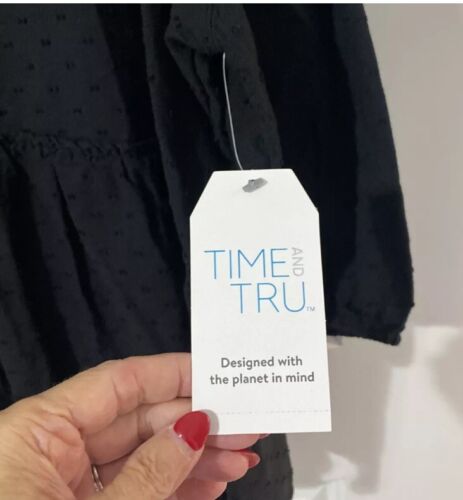 TIME AND
TRU™
Designed with
the planet in mind